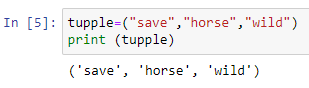 In [5]: tupple=("save","horse","wild")
print (tupple)
('save', 'horse', 'wild')